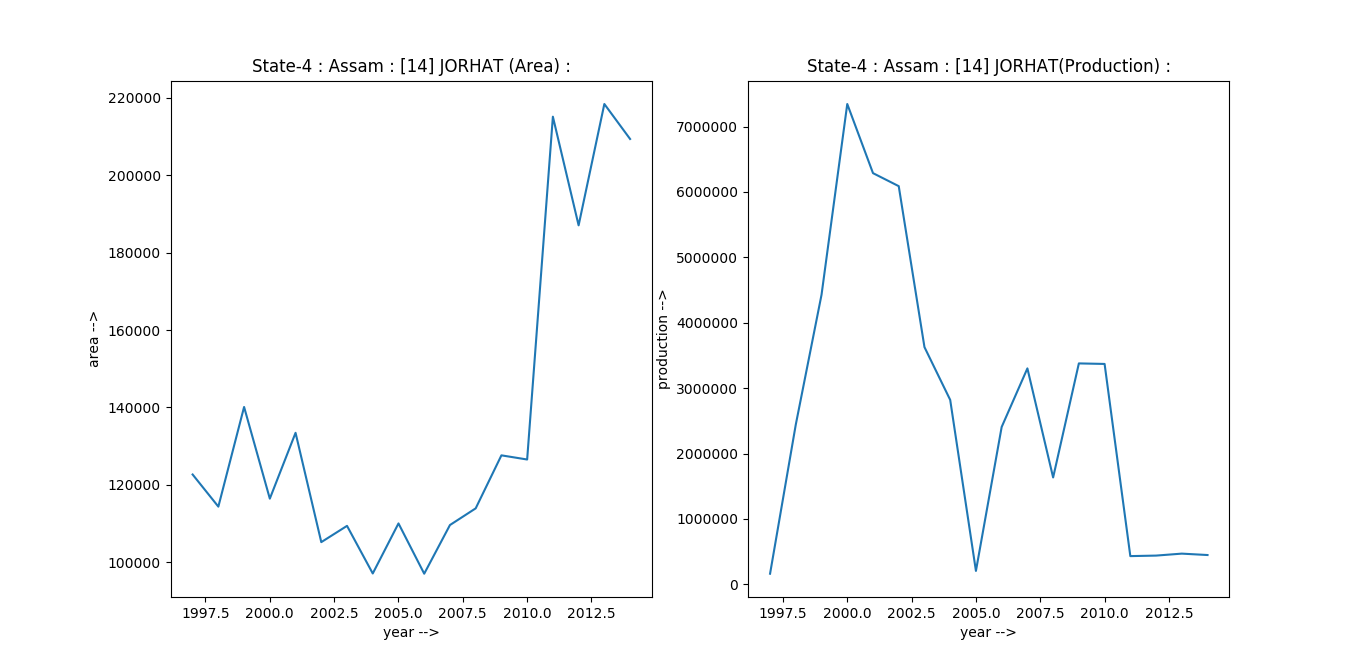 State-4 : Assam : [14] JORHAT (Area) :
220000
200000
180000
160000
140000
120000
100000
area -->
1997.5 2000.0 2002.5 2005.0 2007.5 2010.0 2012.5
year -->
State-4 : Assam : [14] JORHAT(Production) :
7000000
6000000
5000000
4000000
3000000
2000000
1000000
0
production -->
1997.5 2000.0 2002.5 2005.0 2007.5 2010.0 2012.5
year -->